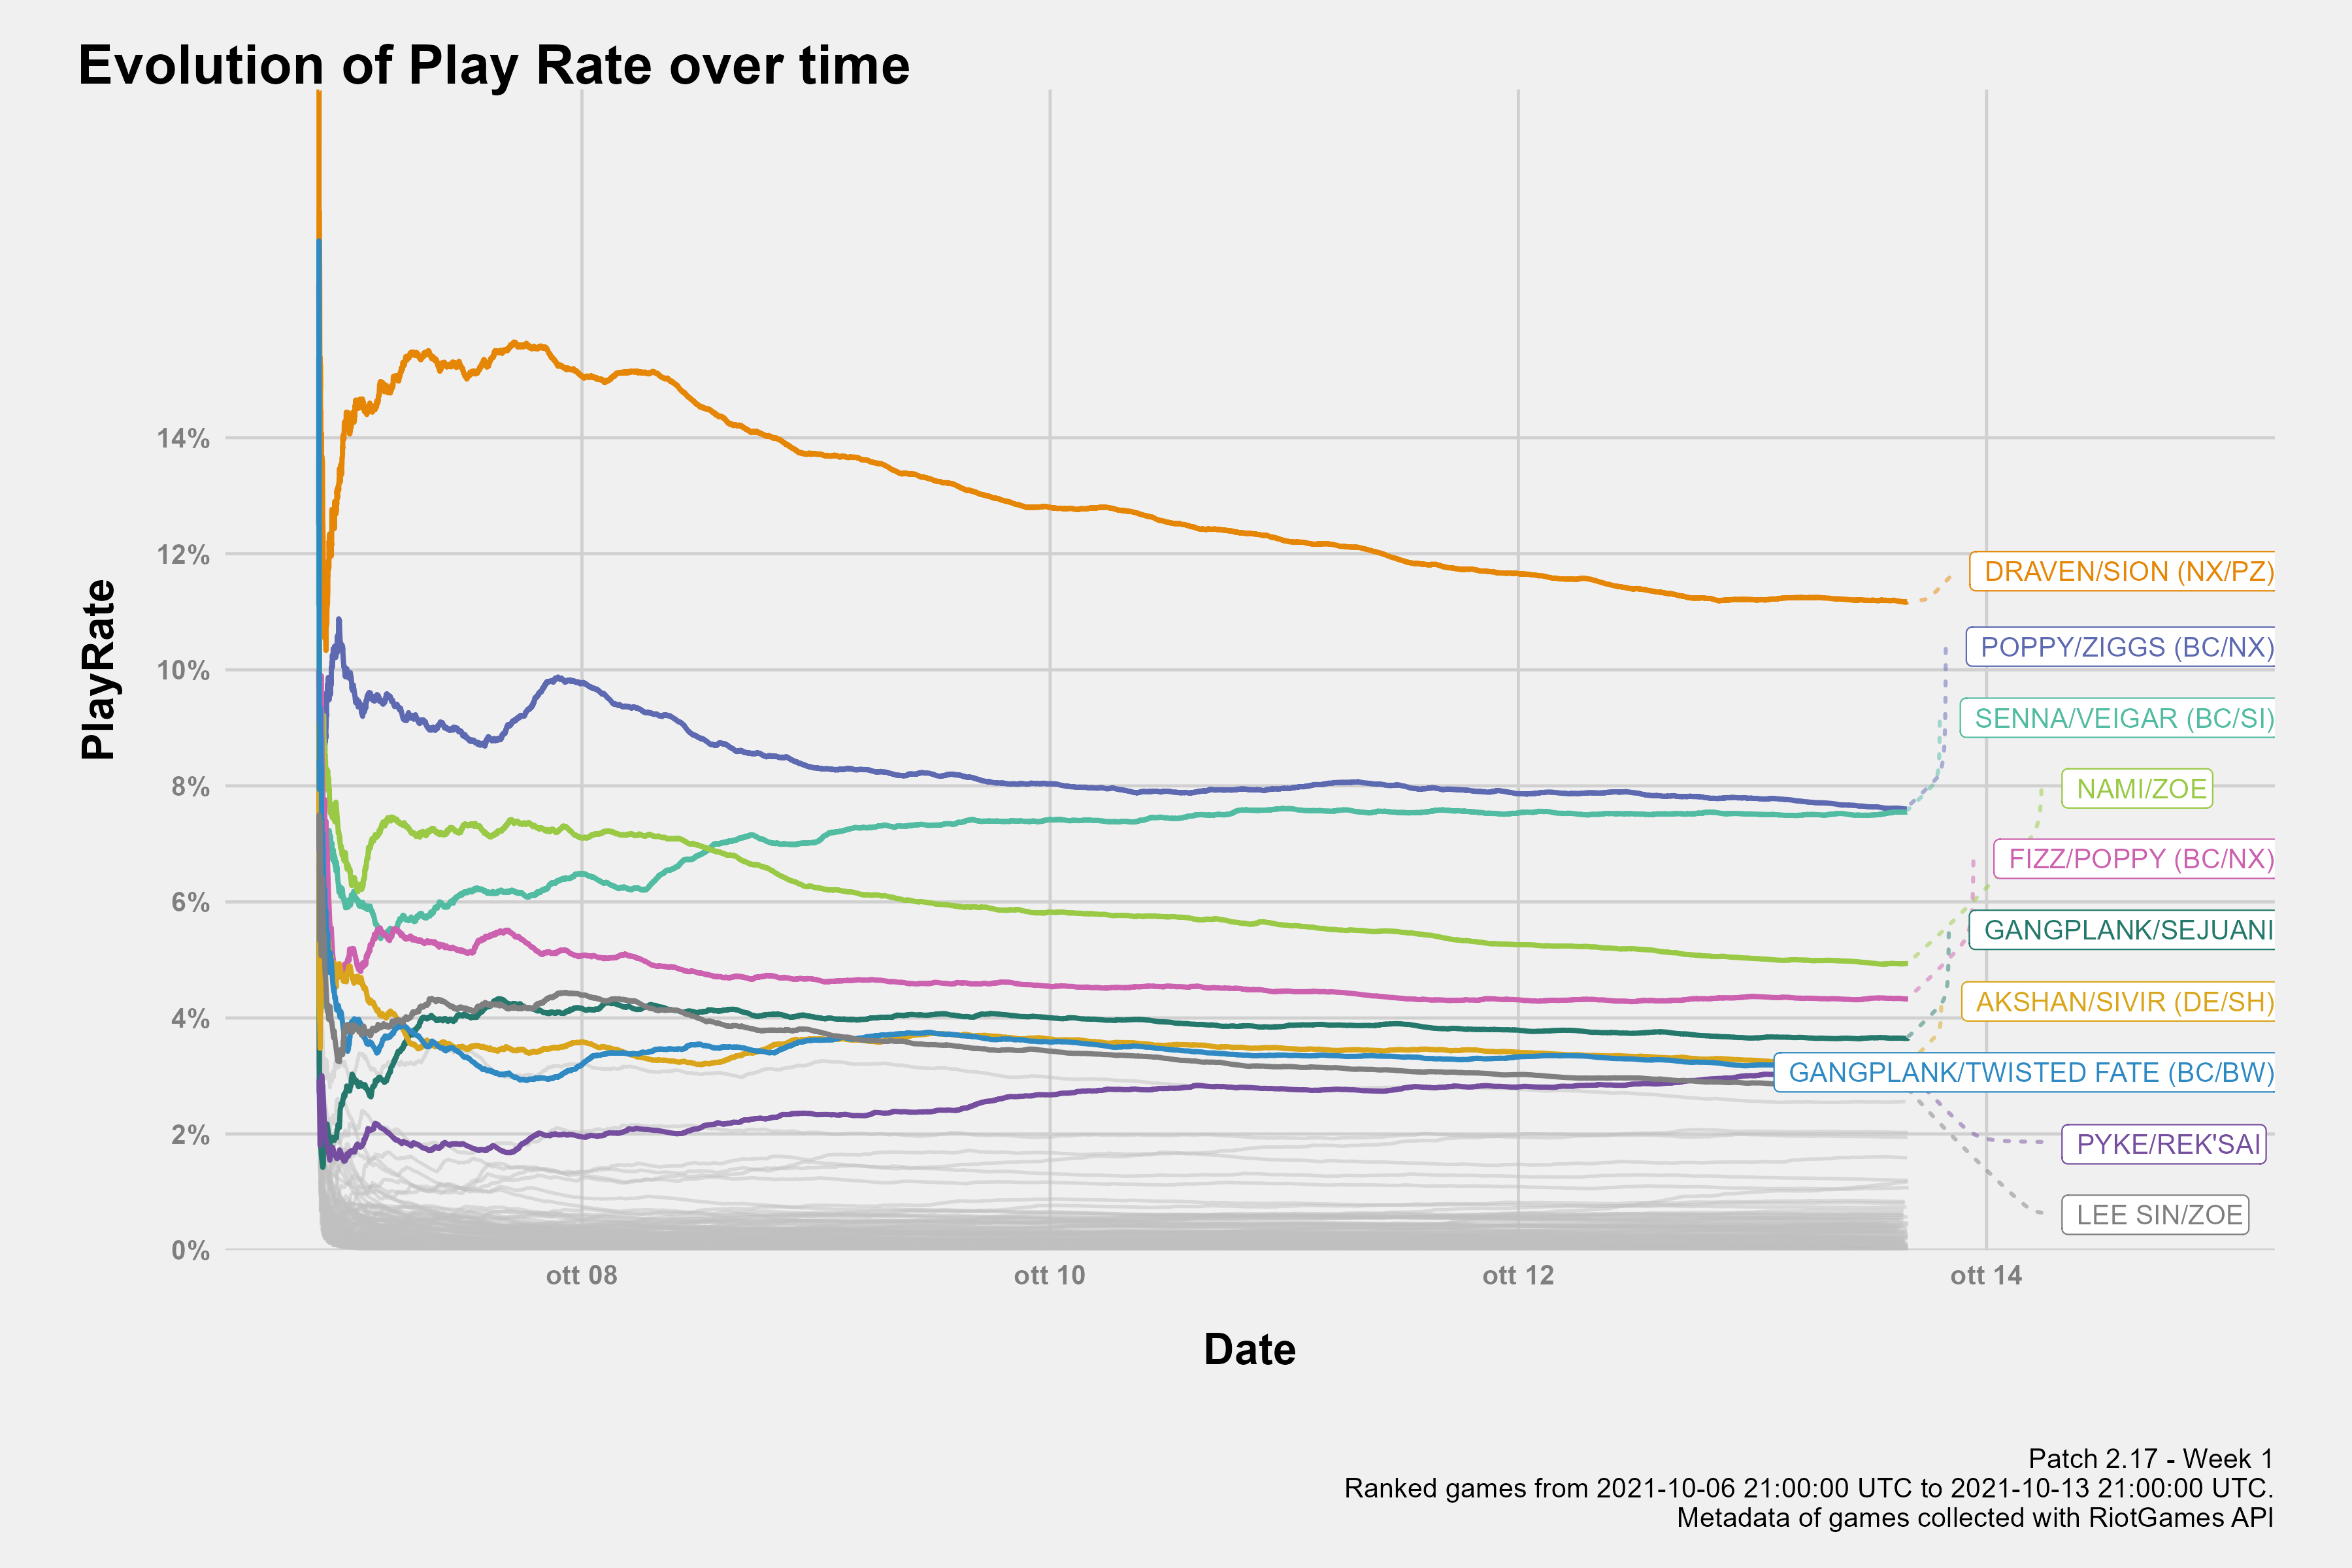 Evolution of Play Rate over time
PlayRate
14%
12%
10%
8%
6%
4%
2%
0%
DRAVEN/SION (NX/PZ)
POPPY/ZIGGS (BC/NX)
SENNA/VEIGAR (BC/SI)
NAMI/ZOE
FIZZ/POPPY (BC/NX)
GANGPLANK/SEJUANI
AKSHAN/SIVIR (DE/SH)
GANGPLANK/TWISTED FATE (BC/BW)
PYKE/REK'SAI
LEE SIN/ZOE
ott 08
ott 10
ott 12
ott 14
Date
Patch 2.17 - Week 1
Ranked games from 2021-10-06 21:00:00 UTC to 2021-10-13 21:00:00 UTC.
Metadata of games collected with RiotGames API